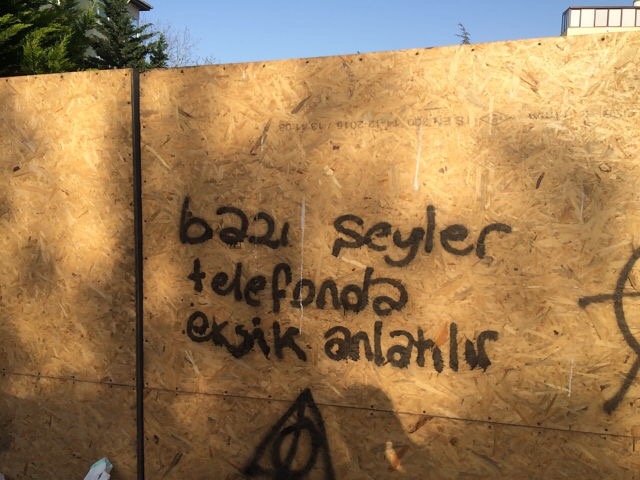 bazı şeyler
telefonda
eksik anlatılır